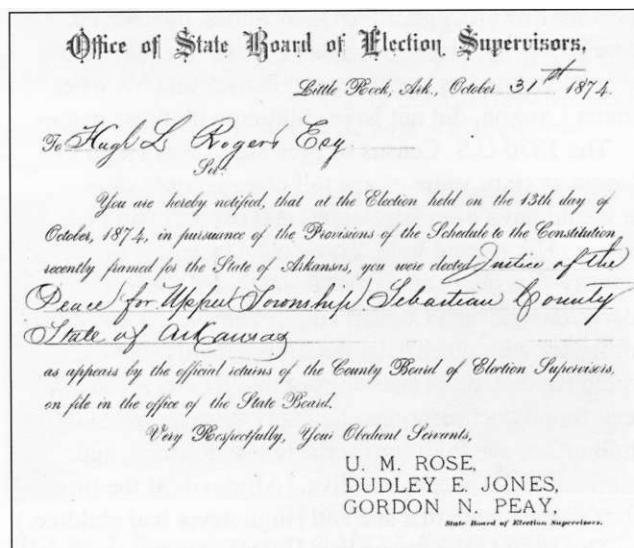 Office of State Board of Election Supervisors,
Little Rock, Ark., October 31st 1874.
To Hugh L Rogers Esq
Sir:
You are hereby notified, that at the Election held on the 13th day of
October, 1874, in pursuance of the Provisions of the Schedule to the Constitution
recently framed for the State of Arkansas, you were elected Justice of the
Peace for Upper Township Sebastian County
State of Arkansas
as appears by the official returns of the County Board of Election Supervisors,
on file in the office of the State Board.
Very Respectfully, Your Obedient Servants,
U. M. ROSE,
DUDLEY E. JONES,
GORDON N. PEAY,
State Board of Election Supervisors.